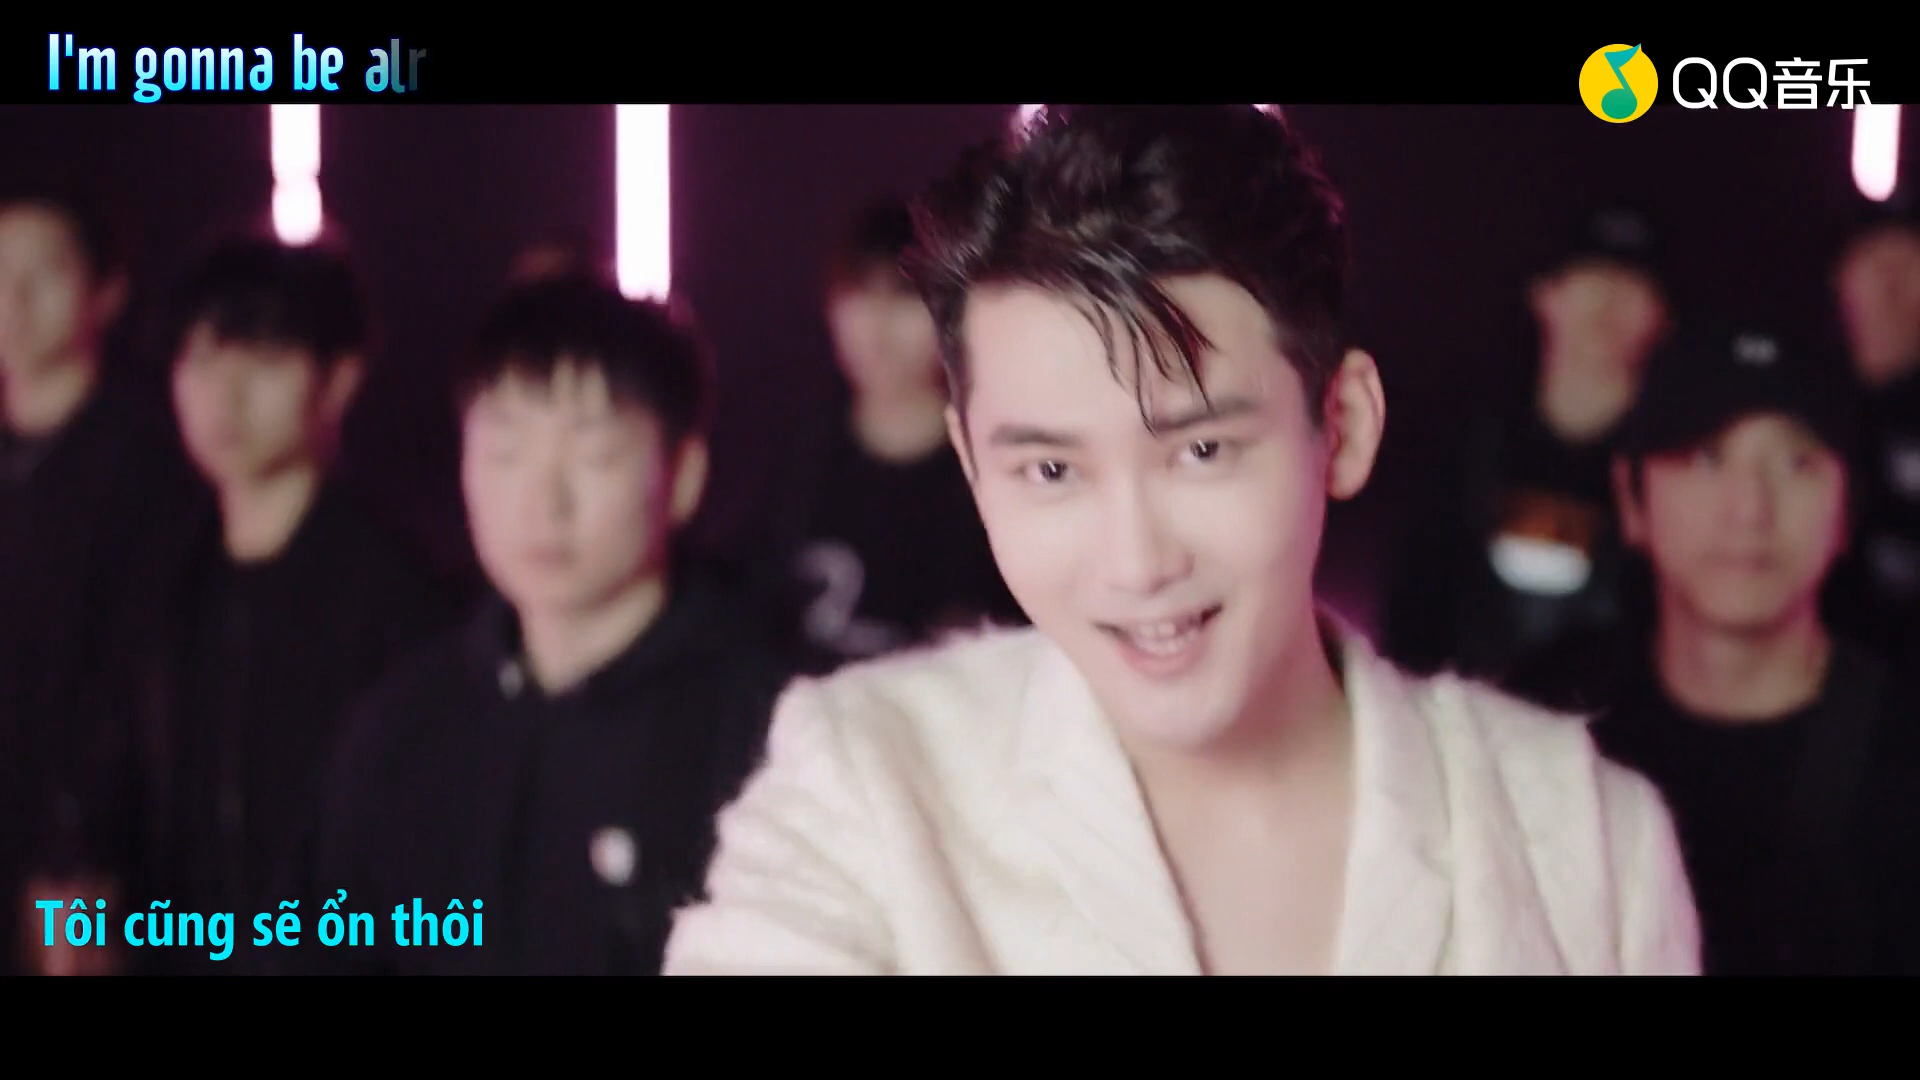 I'm gonna be alr
QQ音乐
Tôi cũng sẽ ổn thôi